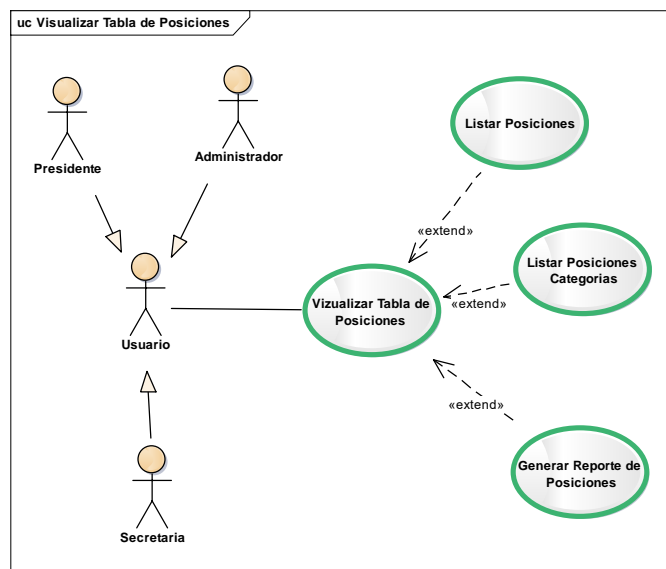 uc Visualizar Tabla de Posiciones
Presidente
Administrador
Usuario
Secretaria
Listar Posiciones
«extend»
Vizualizar Tabla de
Posiciones
Listar Posiciones
Categorias
«extend»
«extend»
Generar Reporte de
Posiciones